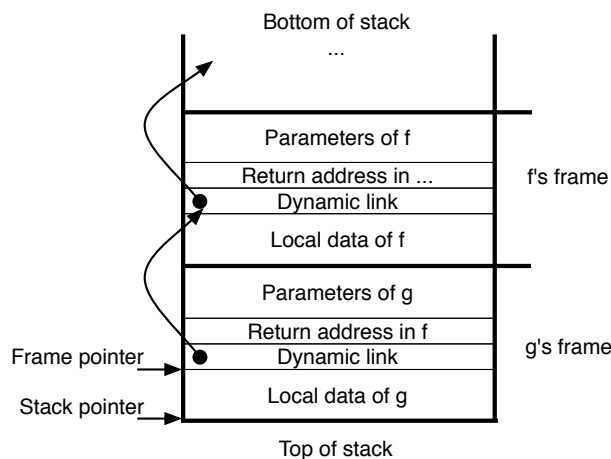 Bottom of stack
...
Parameters of f
Return address in ...
Dynamic link
Local data of f
f's frame
Parameters of g
Return address in f
Dynamic link
Local data of g
g's frame
Frame pointer
Stack pointer
Top of stack